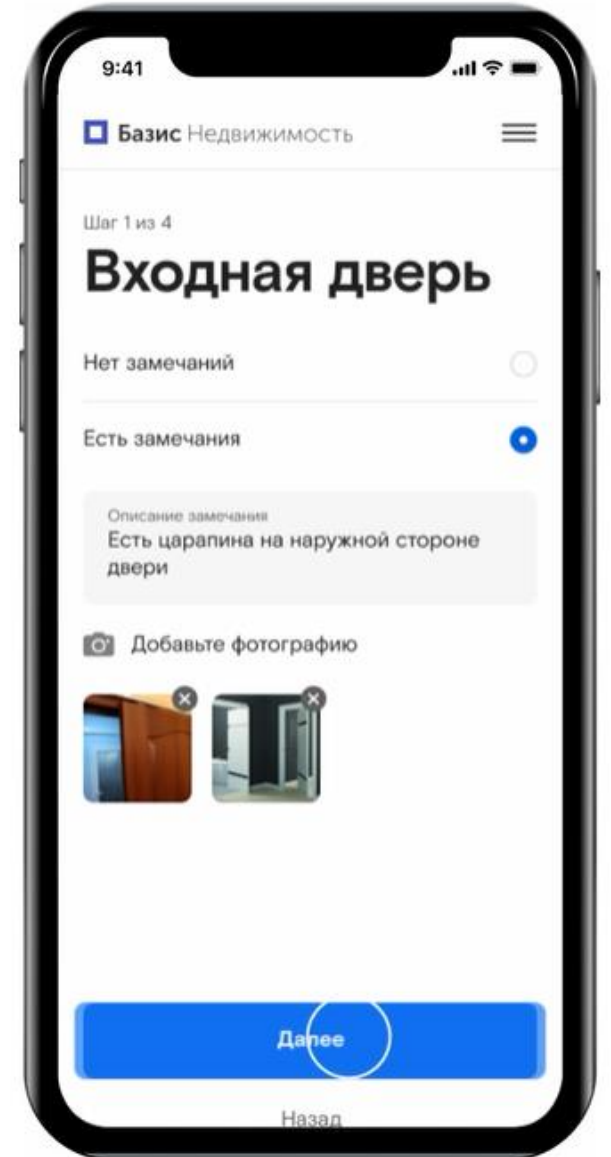 9:41
Базис Недвижимость
Шаг 1 из 4
Входная дверь
Нет замечаний
Есть замечания
Описание замечания
Есть царапина на наружной стороне
двери
Добавьте фотографию
Далее
Назад